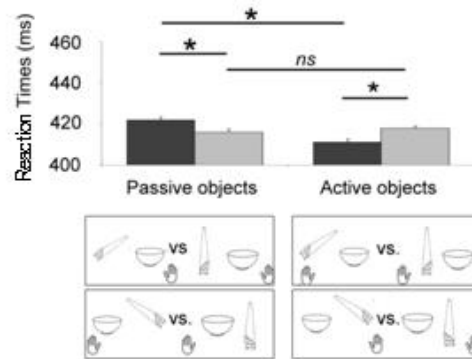 *
460
*
ns
440
*
420
400
Reaction Times (ms)
Passive objects Active objects
vs vs.
vs. vs.